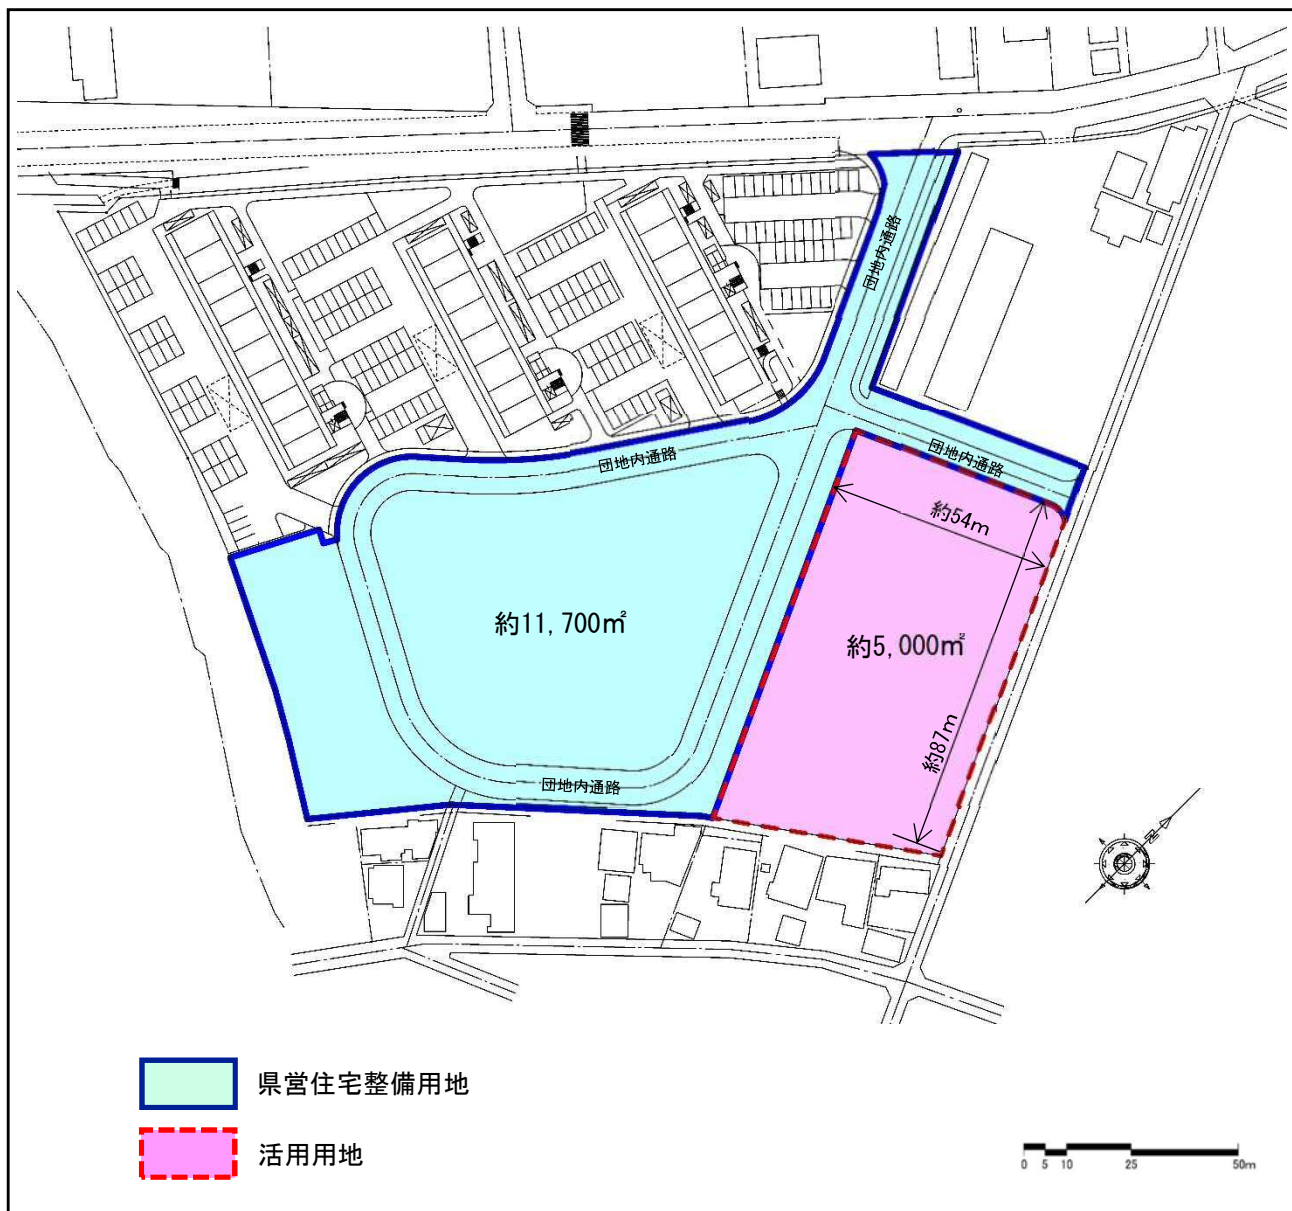 団地内通路
団地内通路
団地内通路
約54m
約11,700㎡
約5,000㎡
約87m
団地内通路
N
県営住宅整備用地
活用用地
0 5 10 25 50m